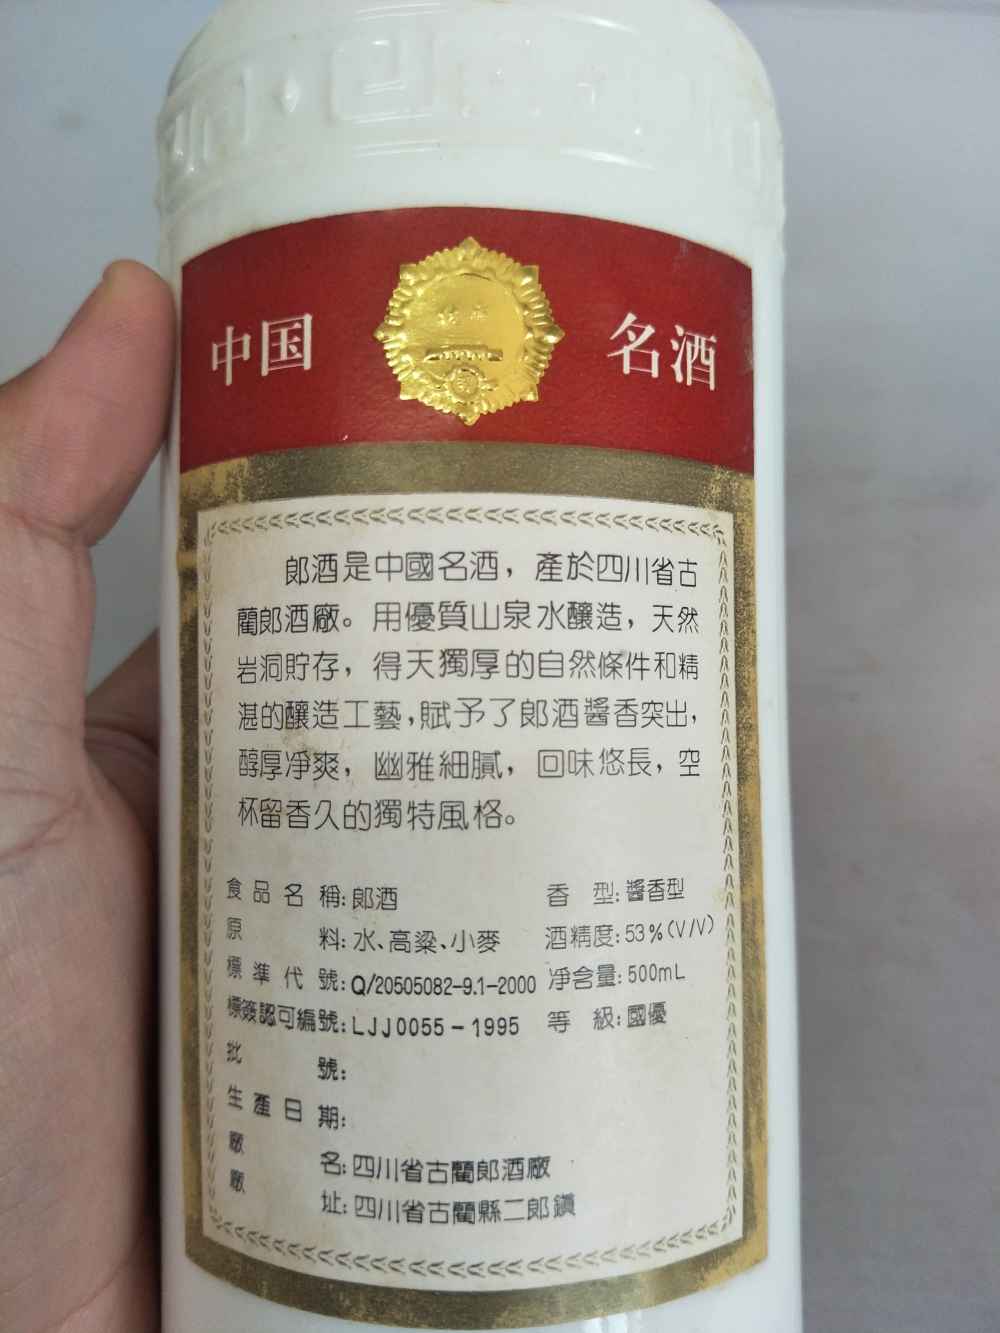 中国 名酒
郎酒是中國名酒，產於四川省古
藺郎酒廠。用優質山泉水釀造，天然
岩洞貯存，得天獨厚的自然條件和精
湛的釀造工藝，賦予了郎酒醬香突出，
醇厚净爽，幽雅細膩，回味悠長，空
杯留香久的獨特風格。
食品名稱：郎酒 香型：醬香型
原料：水、高粱、小麥 酒精度：53%(V/V)
標準代號：Q/20505082-9.1-2000 净含量：500mL
標簽認可編號：LJJ0055-1995 等級：國優
批號：
生產日期：
廠名：四川省古藺郎酒廠
廠址：四川省古藺縣二郎鎮